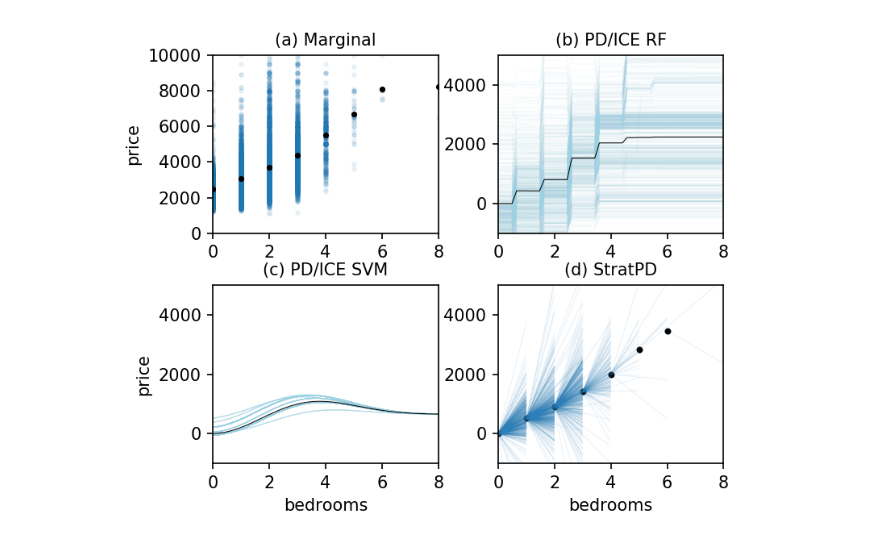 (a) Marginal
10000
8000
6000
4000
2000
0
price
0 2 4 6 8
(b) PD/ICE RF
4000
2000
0
0 2 4 6 8
(c) PD/ICE SVM
4000
2000
0
price
0 2 4 6 8
bedrooms
(d) StratPD
4000
2000
0
0 2 4 6 8
bedrooms